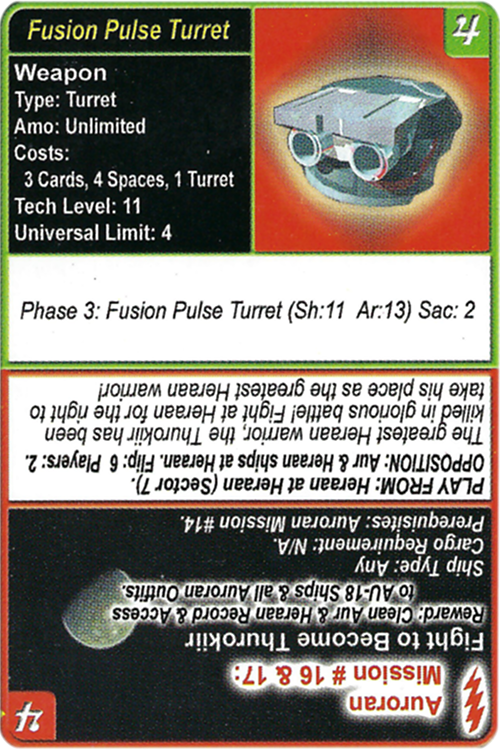 Fusion Pulse Turret
4
Weapon
Type: Turret
Amo: Unlimited
Costs:
3 Cards, 4 Spaces, 1 Turret
Tech Level: 11
Universal Limit: 4
Phase 3: Fusion Pulse Turret (Sh:11 Ar:13) Sac: 2
4
Auroran
Mission # 16 & 17:
Fight to Become Thurokiir
Reward: Clean Aur & Heraan Record & Access
to AU-18 Ships & all Auroran Outfits.
Ship Type: Any
Cargo Requirement: N/A.
Prerequisites: Auroran Mission #14.
PLAY FROM: Heraan at Heraan (Sector 7).
OPPOSITION: Aur & Heraan ships at Heraan. Flip: 6 Players: 2.
The greatest Heraan warrior, the Thurokiir has been
killed in glorious battle! Fight at Heraan for the right to
take his place as the greatest Heraan warrior!